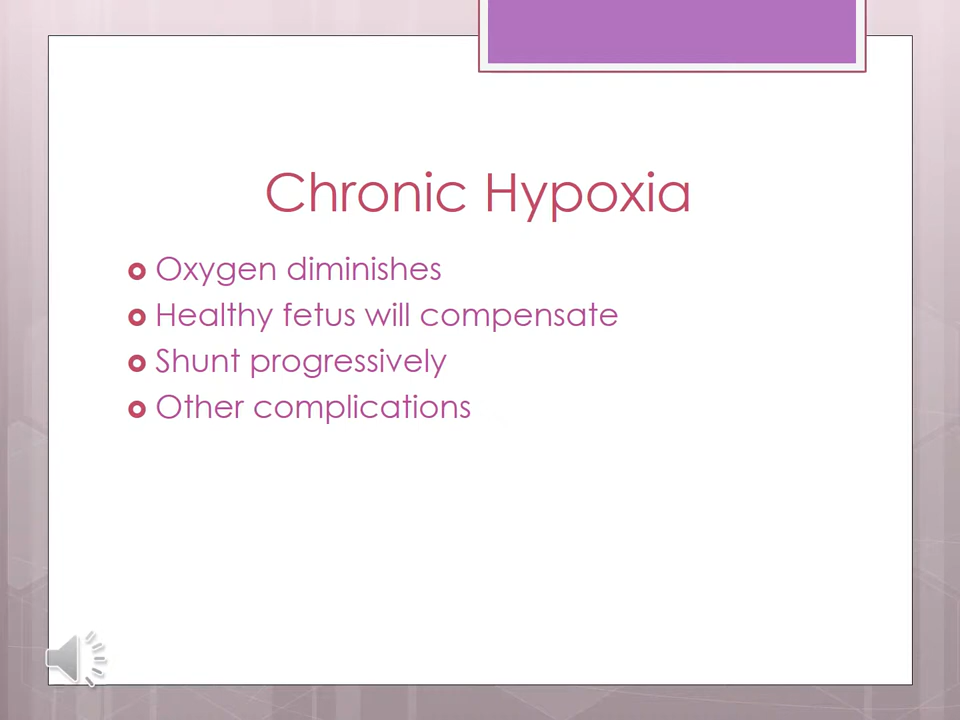 Chronic Hypoxia
Oxygen diminishes
Healthy fetus will compensate
Shunt progressively
Other complications